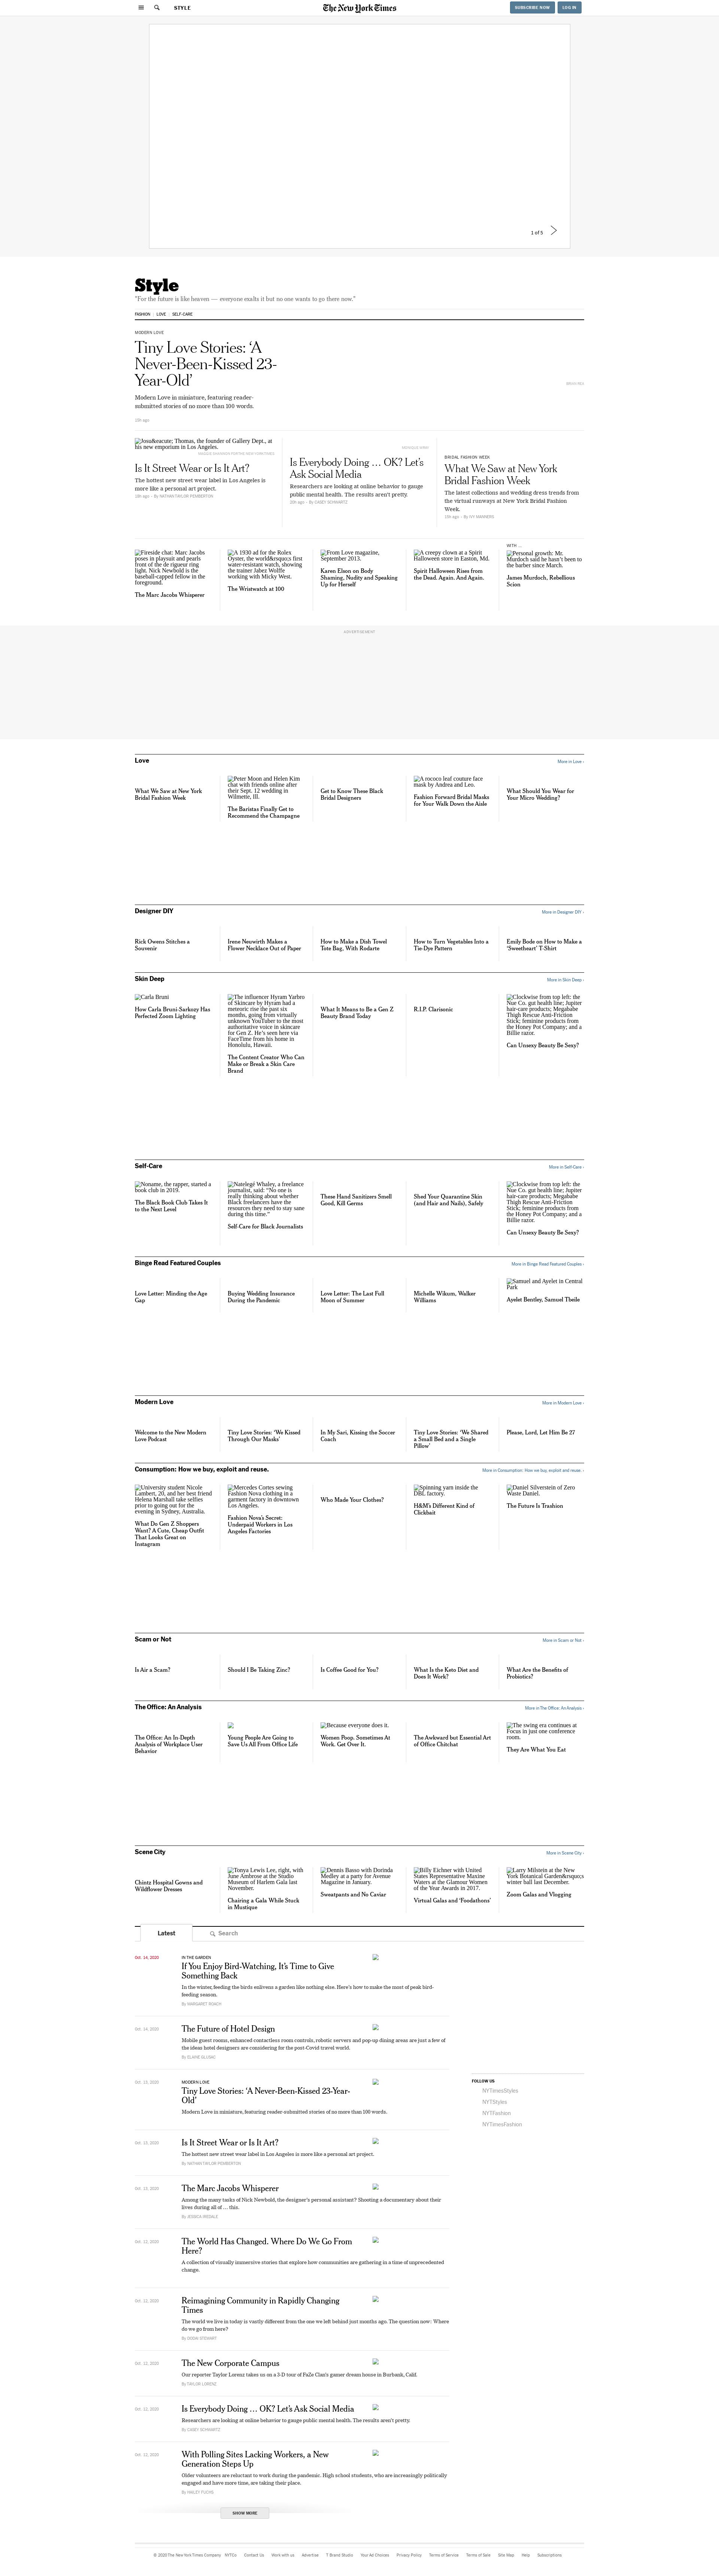 STYLE
The New York Times
SUBSCRIBE NOW
LOG IN
1 of 5
Style
"For the future is like heaven — everyone exalts it but no one wants to go there now."
FASHION
LOVE
SELF-CARE
MODERN LOVE
Tiny Love Stories: ‘A
Never-Been-Kissed 23-
Year-Old’
Modern Love in miniature, featuring reader-
submitted stories of no more than 100 words.
Josu&eacute; Thomas, the founder of Gallery Dept., at
his new emporium in Los Angeles.
Is It Street Wear or Is It Art?
The hottest new street wear label in Los Angeles is
more like a personal art project.
By NATHAN TAYLOR PEMBERTON
Is Everybody Doing … OK? Let’s
Ask Social Media
Researchers are looking at online behavior to gauge
public mental health. The results aren’t pretty.
By CASEY SCHWARTZ
BRIDAL FASHION WEEK
What We Saw at New York
Bridal Fashion Week
The latest collections and wedding dress trends from
the virtual runways at New York Bridal Fashion
Week.
By IVY MANNERS
Fireside chat: Marc Jacobs
poses in playsuit and pearls
front of the de rigueur ring
light. Nick Newbold is the
baseball-capped fellow in the
foreground.
The Marc Jacobs Whisperer
A 1930 ad for the Rolex
Oyster, the world&rsquo;s first
water-resistant watch, showing
the trainer Jabez Wolffe
working with Micky West.
The Wristwatch at 100
From Love magazine,
September 2013.
Karen Elson on Body
Shaming, Nudity and Speaking
Up for Herself
A creepy clown at a Spirit
Halloween store in Easton, Md.
Spirit Halloween Rises from
the Dead. Again. And Again.
WITH ...
Personal growth: Mr.
Murdoch said he hasn’t been to
the barber since March.
James Murdoch, Rebellious
Scion
ADVERTISEMENT
Love
More in Love ›
What We Saw at New York
Bridal Fashion Week
Peter Moon and Helen Kim
chat with friends online after
their Sept. 12 wedding in
Wilmette, Ill.
The Baristas Finally Get to
Recommend the Champagne
Get to Know These Black
Bridal Designers
A rococo leaf couture face
mask by Andrea and Leo.
Fashion Forward Bridal Masks
for Your Walk Down the Aisle
What Should You Wear for
Your Micro Wedding?
Designer DIY
More in Designer DIY ›
Rick Owens Stitches a
Souvenir
Irene Neuwirth Makes a
Flower Necklace Out of Paper
How to Make a Dish Towel
Tote Bag, With Rodarte
How to Turn Vegetables Into a
Tie-Dye Pattern
Emily Bode on How to Make a
‘Sweetheart’ T-Shirt
Skin Deep
More in Skin Deep ›
Carla Bruni
How Carla Bruni Sarkozy Has
Perfected Zoom Lighting
The influencer Hyram Yarbro
of Skincare by Hyram had a
meteoric rise the past six
months, going from virtually
unknown YouTuber to the most
authoritative voice in skincare
for Gen Z. He’s seen here via
FaceTime from his home in
Honolulu, Hawaii.
The Content Creator Who Can
Make or Break a Skin Care
Brand
What It Means to Be a Gen Z
Beauty Brand Today
R.I.P. Clarisonic
Clockwise from top left: the
Nue Co. gut health line; Jupiter
hair-care products; Megababe
Thigh Rescue Anti-Friction
Stick; feminine products from
the Honey Pot Company; and a
Billie razor.
Can Unsexy Beauty Be Sexy?
Self-Care
More in Self-Care ›
Noname, the rapper, started a
book club in 2019.
The Black Book Club Takes It
to the Next Level
Natelegé Whaley, a freelance
journalist, said: “No one is
really thinking about whether
Black freelancers have the
resources they need to stay sane
during this time.”
Self-Care for Black Journalists
These Hand Sanitizers Smell
Good, Kill Germs
Shed Your Quarantine Skin
(and Hair and Nails), Safely
Clockwise from top left: the
Nue Co. gut health line; Jupiter
hair-care products; Megababe
Thigh Rescue Anti-Friction
Stick; feminine products from
the Honey Pot Company; and a
Billie razor.
Can Unsexy Beauty Be Sexy?
Binge Read Featured Couples
More in Binge Read Featured Couples ›
Love Letter: Minding the Age
Gap
Buying Wedding Insurance
During the Pandemic
Love Letter: The Last Full
Moon of Summer
Michelle Wikum, Walker
Williams
Samuel and Ayelet in Central
Park
Ayelet Bentley, Samuel Theile
Modern Love
More in Modern Love ›
Welcome to the New Modern
Love Podcast
Tiny Love Stories: ‘We Kissed
Through Our Masks’
In My Sari, Kissing the Soccer
Coach
Tiny Love Stories: ‘We Shared
a Small Bed and a Single
Pillow’
Please, Lord, Let Him Be 27
Consumption: How we buy, exploit and reuse.
More in Consumption: How we buy, exploit and reuse. ›
University student Nicole
Lambert, 20, and her best friend
Helena Marshall take selfies
prior to going out for the
evening in Sydney, Australia.
What Do Gen Z Shoppers
Want? A Cute, Cheap Outfit
That Looks Great on
Instagram
Mercedes Cortes sewing
Fashion Nova clothing in a
garment factory in downtown
Los Angeles.
Fashion Nova’s Secret:
Underpaid Workers in Los
Angeles Factories
Who Made Your Clothes?
Spinning yarn inside the
DBL factory.
H&M’s Different Kind of
Clickbait
Daniel Silverstein of Zero
Waste Daniel.
The Future Is Trashion
Scam or Not
More in Scam or Not ›
Is Air a Scam?
Should I Be Taking Zinc?
Is Coffee Good for You?
What Is the Keto Diet and
Does It Work?
What Are the Benefits of
Probiotics?
The Office: An Analysis
More in The Office: An Analysis ›
The Office: An In-Depth
Analysis of Workplace User
Behavior
Young People Are Going to
Save Us All From Office Life
Because everyone does it.
Women Poop. Sometimes At
Work. Get Over It.
The Awkward but Essential Art
of Office Chitchat
The swing era continues at
Focus in just one conference
room.
They Are What You Eat
Scene City
More in Scene City ›
Chintz Hospital Gowns and
Wildflower Dresses
Tonya Lewis Lee, right, with
June Ambrose at the Studio
Museum of Harlem Gala last
November.
Chairing a Gala While Stuck
in Mustique
Dennis Basso with Dorinda
Medley at a party for Avenue
Magazine in January.
Sweatpants and No Caviar
Billy Eichner with United
States Representative Maxine
Waters at the Glamour Women
of the Year Awards in 2017.
Virtual Galas and ‘Foodathons’
Larry Milstein at the New
York Botanical Garden&rsquo;s
winter ball last December.
Zoom Galas and Vlogging
Latest
Search
Oct. 14, 2020
IN THE GARDEN
If You Enjoy Bird-Watching, It’s Time to Give
Something Back
In the winter, feeding the birds enlivens a garden like nothing else. Here’s how to make the most of peak bird-
feeding season.
By MARGARET ROACH
Oct. 14, 2020
The Future of Hotel Design
Mobile guest rooms, enhanced contactless room controls, robotic servers and pop-up dining areas are just a few of
the ideas hotel designers are considering for the post-Covid travel world.
By ELAINE GLUSAC
Oct. 13, 2020
MODERN LOVE
Tiny Love Stories: ‘A Never-Been-Kissed 23-Year-
Old’
Modern Love in miniature, featuring reader-submitted stories of no more than 100 words.
Oct. 13, 2020
Is It Street Wear or Is It Art?
The hottest new street wear label in Los Angeles is more like a personal art project.
By NATHAN TAYLOR PEMBERTON
Oct. 13, 2020
The Marc Jacobs Whisperer
Among the many tasks of Nick Newbold, the designer’s personal assistant? Shooting a documentary about their
lives during all of … this.
By JESSICA IREDALE
The World Has Changed. Where Do We Go From
Here?
A collection of visually immersive stories that explore how communities are gathering in a time of unprecedented
change.
Reimagining Community in Rapidly Changing
Times
The world we live in today is vastly different from the one we left behind just months ago. The question now: Where
do we go from here?
By DODAI STEWART
The New Corporate Campus
Our reporter Taylor Lorenz takes us on a 3-D tour of FaZe Clan’s gamer dream house in Burbank, Calif.
By TAYLOR LORENZ
Oct. 12, 2020
Is Everybody Doing … OK? Let’s Ask Social Media
Researchers are looking at online behavior to gauge public mental health. The results aren’t pretty.
By CASEY SCHWARTZ
Oct. 12, 2020
With Polling Sites Lacking Workers, a New
Generation Steps Up
Older volunteers are reluctant to work during the pandemic. High school students, who are increasingly politically
engaged and have more time, are taking their place.
By HAILEY FUCHS
SHOW MORE
FOLLOW US
NYTimesStyles
NYTStyles
NYTFashion
NYTimesFashion
© 2020 The New York Times Company
NYTCo
Contact Us
Work with us
Advertise
T Brand Studio
Your Ad Choices
Privacy Policy
Terms of Service
Terms of Sale
Site Map
Help
Subscriptions